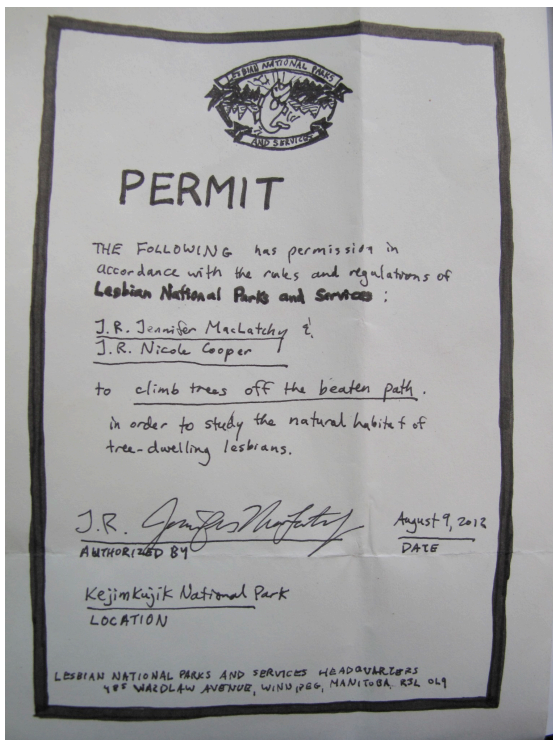 LESBIAN NATIONAL PARKS
AND SERVICES
PERMIT
THE FOLLOWING has permission in
accordance with the rules and regulations of
Lesbian National Parks and Services :
J.R. Jennifer MacLatchy &
J.R. Nicole Cooper
to climb trees off the beaten path .
in order to study the natural habitat of
tree-dwelling lesbians.
J.R. Jennifer MacLatchy August 9, 2012
AUTHORIZED BY DATE
Kejimkujik National Park
LOCATION
LESBIAN NATIONAL PARKS AND SERVICES HEADQUARTERS
485 WARDLAW AVENUE, WINNIPEG, MANITOBA R3L 0L9